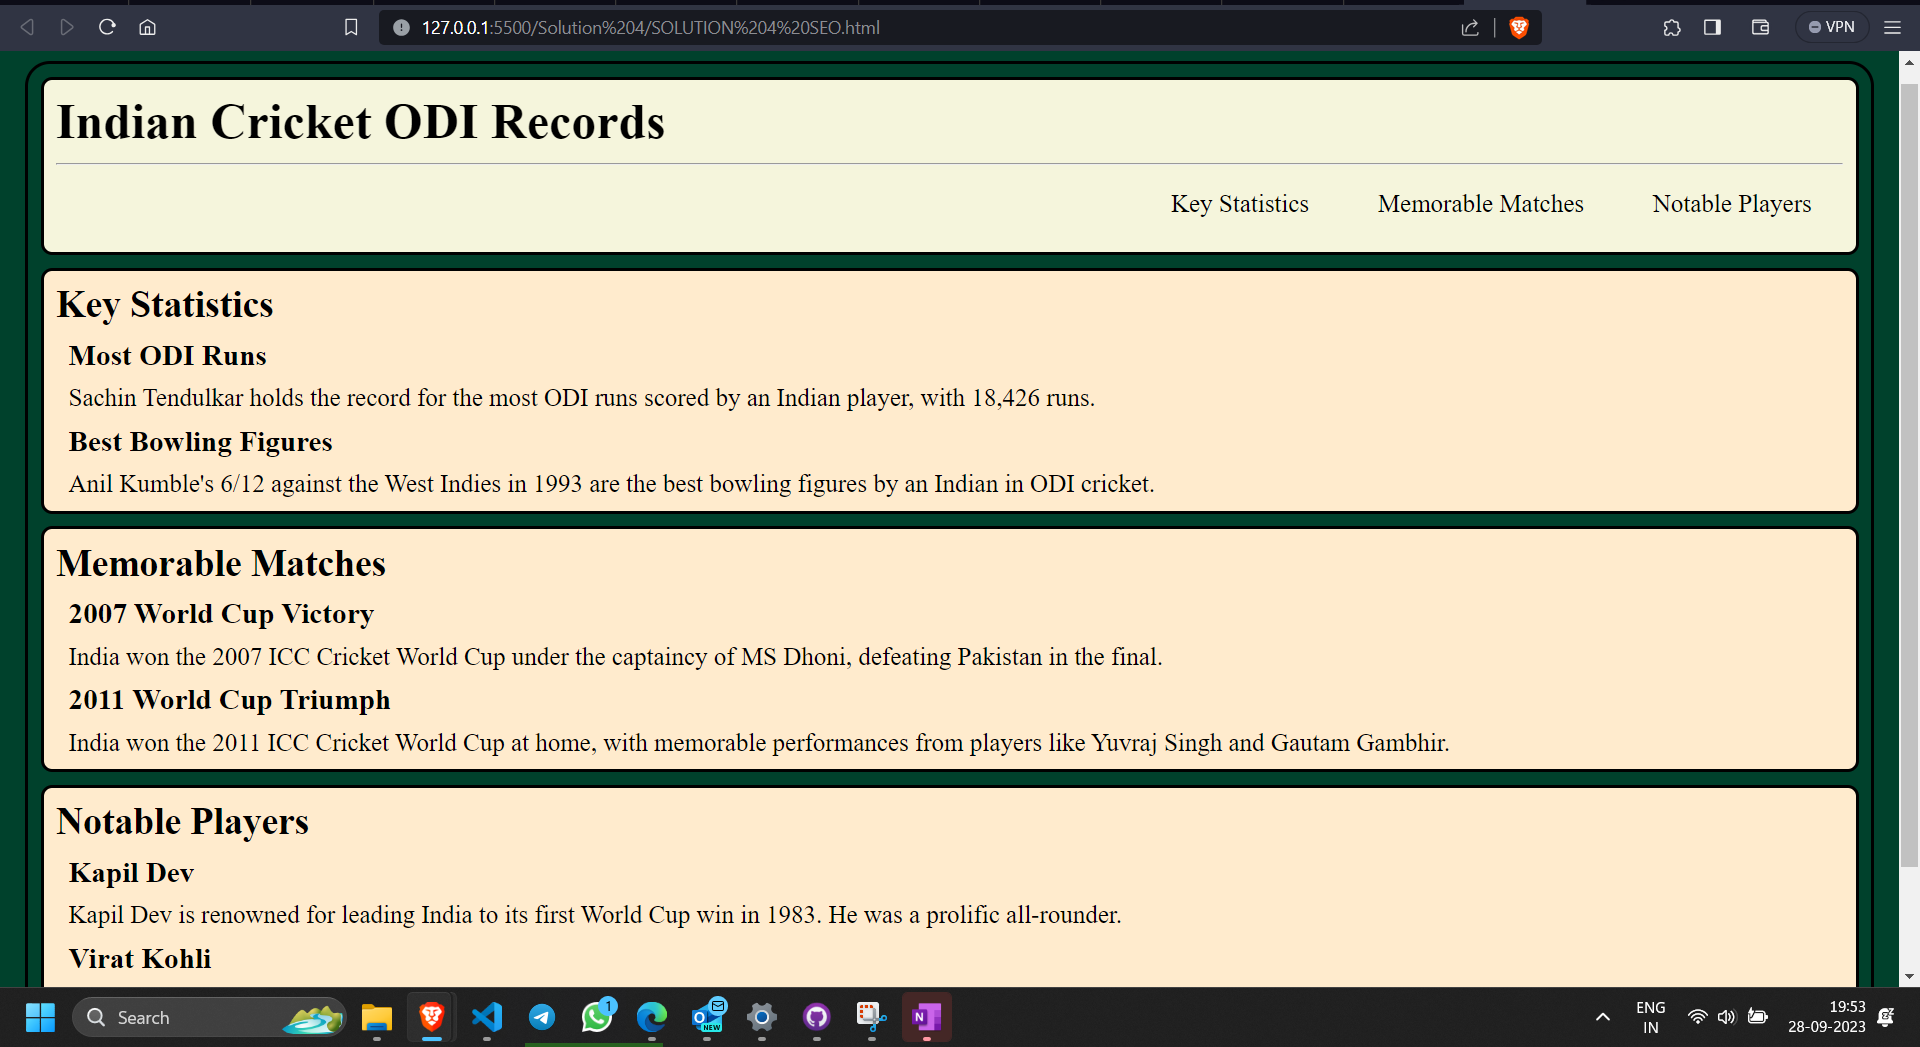 127.0.0.1:5500/Solution%204/SOLUTION%204%20SEO.html
VPN
Indian Cricket ODI Records
Key Statistics Memorable Matches Notable Players
Key Statistics
Most ODI Runs
Sachin Tendulkar holds the record for the most ODI runs scored by an Indian player, with 18,426 runs.
Best Bowling Figures
Anil Kumble's 6/12 against the West Indies in 1993 are the best bowling figures by an Indian in ODI cricket.
Memorable Matches
2007 World Cup Victory
India won the 2007 ICC Cricket World Cup under the captaincy of MS Dhoni, defeating Pakistan in the final.
2011 World Cup Triumph
India won the 2011 ICC Cricket World Cup at home, with memorable performances from players like Yuvraj Singh and Gautam Gambhir.
Notable Players
Kapil Dev
Kapil Dev is renowned for leading India to its first World Cup win in 1983. He was a prolific all-rounder.
Virat Kohli
Search
1
NEW
N
ENG
IN
19:53
28-09-2023